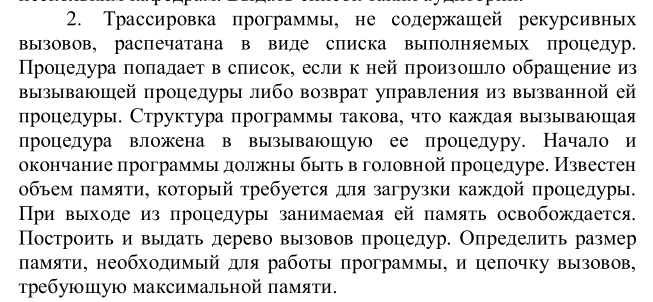 2. Трассировка программы, не содержащей рекурсивных
вызовов, распечатана в виде списка выполняемых процедур.
Процедура попадает в список, если к ней произошло обращение из
вызывающей процедуры либо возврат управления из вызванной ей
процедуры. Структура программы такова, что каждая вызывающая
процедура вложена в вызывающую ее процедуру. Начало и
окончание программы должны быть в головной процедуре. Известен
объем памяти, который требуется для загрузки каждой процедуры.
При выходе из процедуры занимаемая ей память освобождается.
Построить и выдать дерево вызовов процедур. Определить размер
памяти, необходимый для работы программы, и цепочку вызовов,
требующую максимальной памяти.